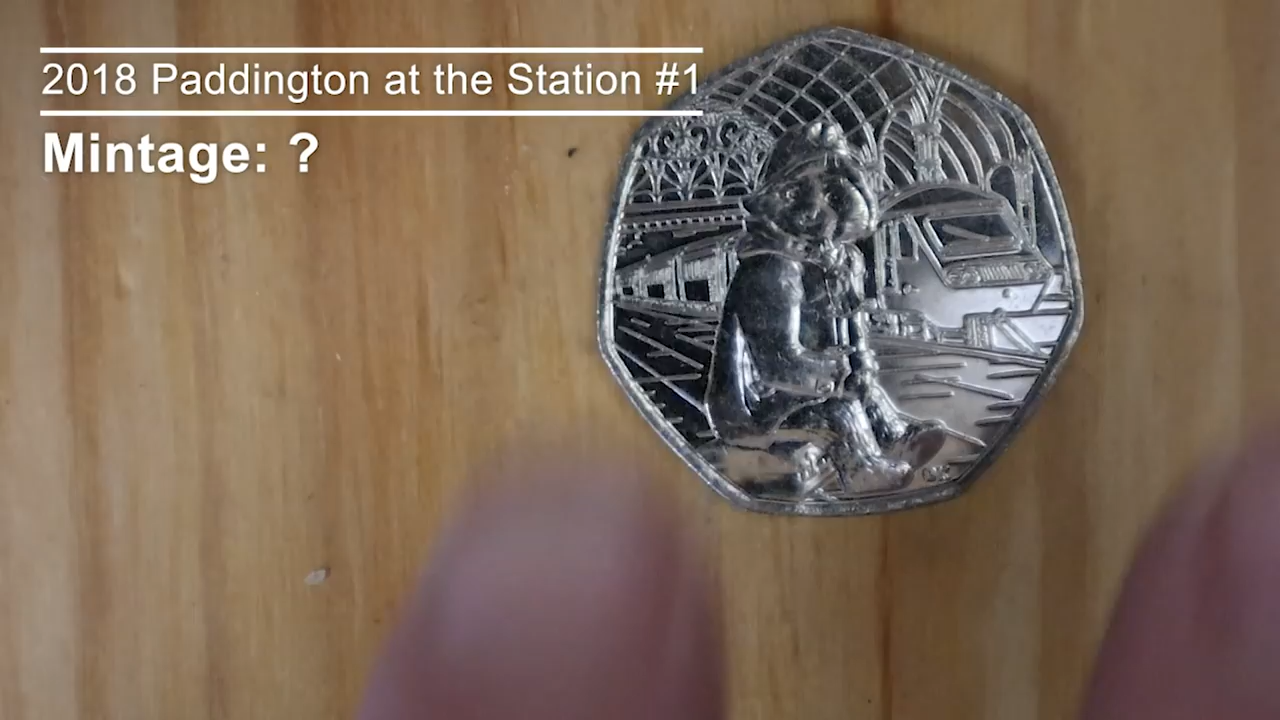 2018 Paddington at the Station #1
Mintage: ?